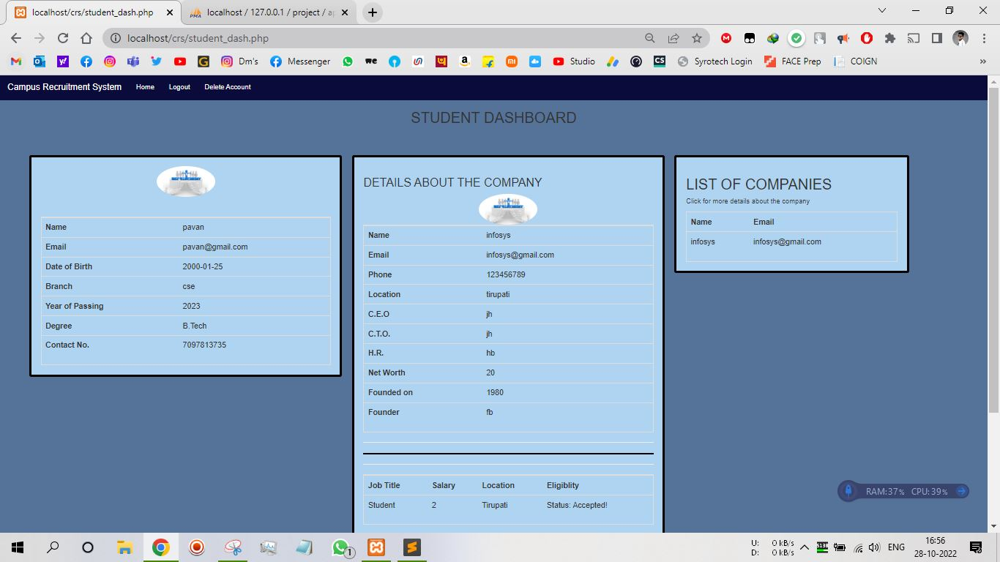 localhost/crs/student_dash.php
localhost / 127.0.0.1 / project / ap
localhost/crs/student_dash.php
Dm's Messenger Studio Syrotech Login FACE Prep COIGN
Campus Recruitment System Home Logout Delete Account
STUDENT DASHBOARD
Name pavan
Email pavan@gmail.com
Date of Birth 2000-01-25
Branch cse
Year of Passing 2023
Degree B.Tech
Contact No. 7097813735
DETAILS ABOUT THE COMPANY
Name infosys
Email infosys@gmail.com
Phone 123456789
Location tirupati
C.E.O jh
C.T.O. jh
H.R. hb
Net Worth 20
Founded on 1980
Founder fb
Job Title Salary Location Eligiblity
Student 2 Tirupati Status: Accepted!
LIST OF COMPANIES
Click for more details about the company
Name Email
infosys infosys@gmail.com
RAM:37% CPU:39%
U: 0 kB/s
D: 0 kB/s
ENG
16:56
28-10-2022